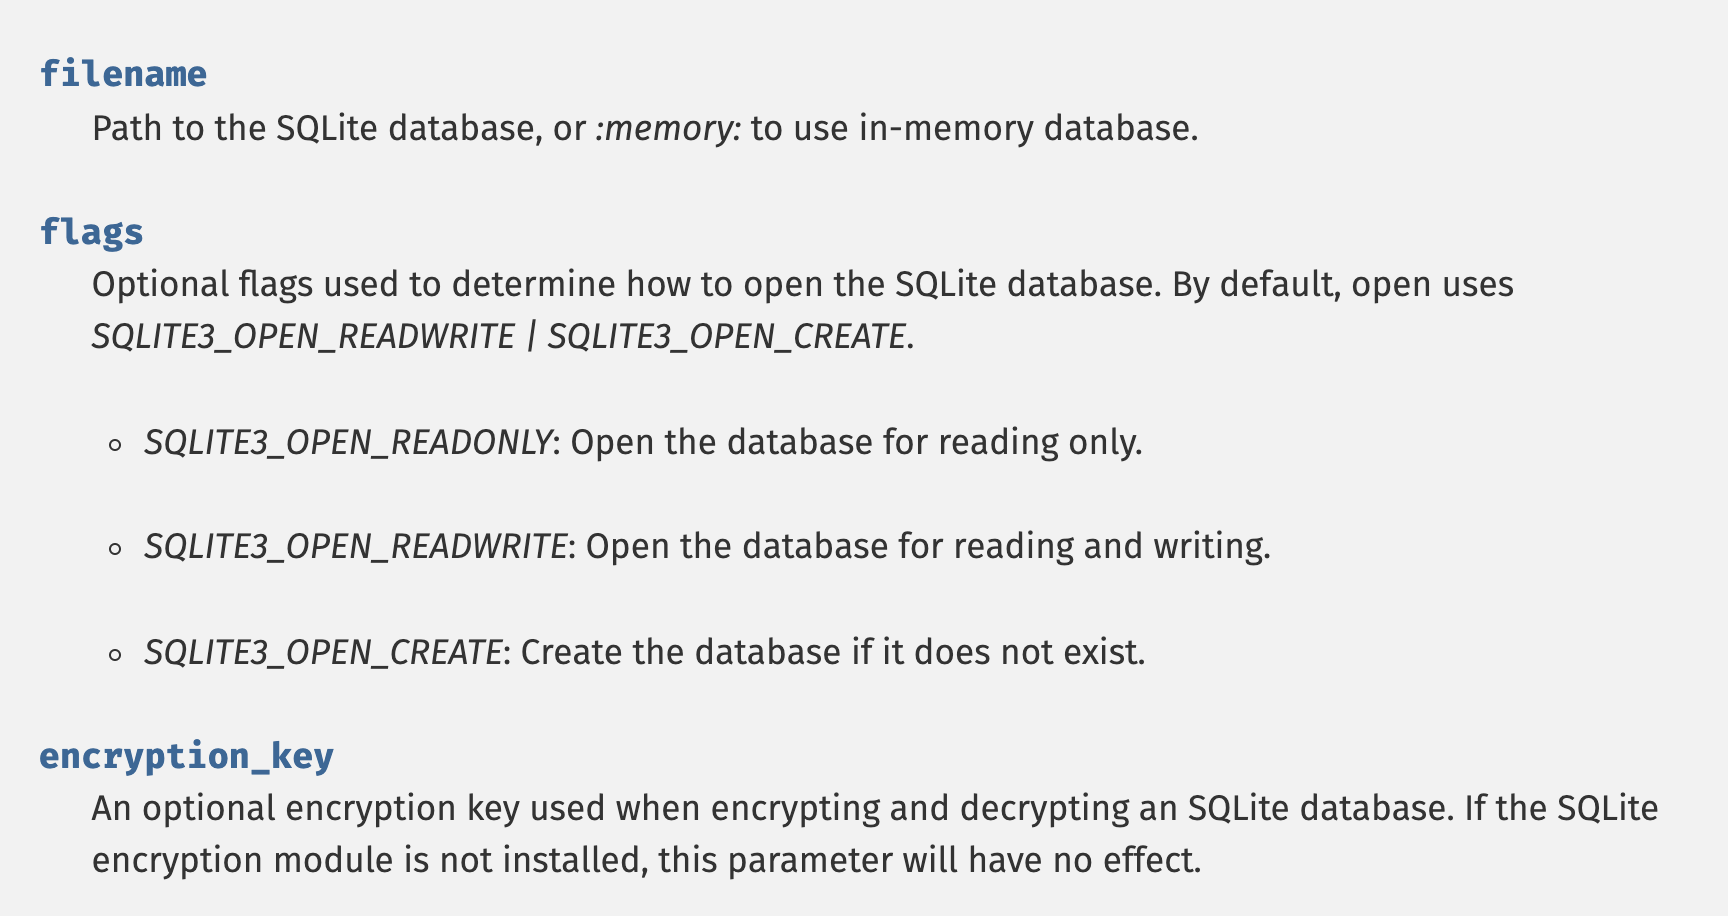 filename
Path to the SQLite database, or :memory: to use in-memory database.
flags
Optional flags used to determine how to open the SQLite database. By default, open uses
SQLITE3_OPEN_READWRITE | SQLITE3_OPEN_CREATE.
SQLITE3_OPEN_READONLY: Open the database for reading only.
SQLITE3_OPEN_READWRITE: Open the database for reading and writing.
SQLITE3_OPEN_CREATE: Create the database if it does not exist.
encryption_key
An optional encryption key used when encrypting and decrypting an SQLite database. If the SQLite
encryption module is not installed, this parameter will have no effect.